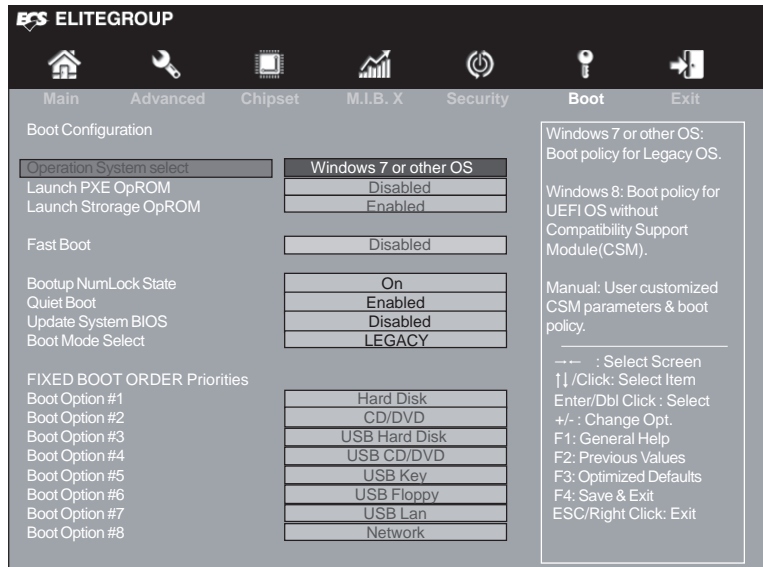 ECS ELITEGROUP
Main Advanced Chipset M.I.B. X Security Boot Exit
Boot Configuration
Operation System select Windows 7 or other OS
Launch PXE OpROM Disabled
Launch Strorage OpROM Enabled
Fast Boot Disabled
Bootup NumLock State On
Quiet Boot Enabled
Update System BIOS Disabled
Boot Mode Select LEGACY
FIXED BOOT ORDER Priorities
Boot Option #1 Hard Disk
Boot Option #2 CD/DVD
Boot Option #3 USB Hard Disk
Boot Option #4 USB CD/DVD
Boot Option #5 USB Key
Boot Option #6 USB Floppy
Boot Option #7 USB Lan
Boot Option #8 Network
Windows 7 or other OS:
Boot policy for Legacy OS.
Windows 8: Boot policy for
UEFI OS without
Compatibility Support
Module(CSM).
Manual: User customized
CSM parameters & boot
policy.
→← : Select Screen
↑↓/Click: Select Item
Enter/Dbl Click : Select
+/- : Change Opt.
F1: General Help
F2: Previous Values
F3: Optimized Defaults
F4: Save & Exit
ESC/Right Click: Exit